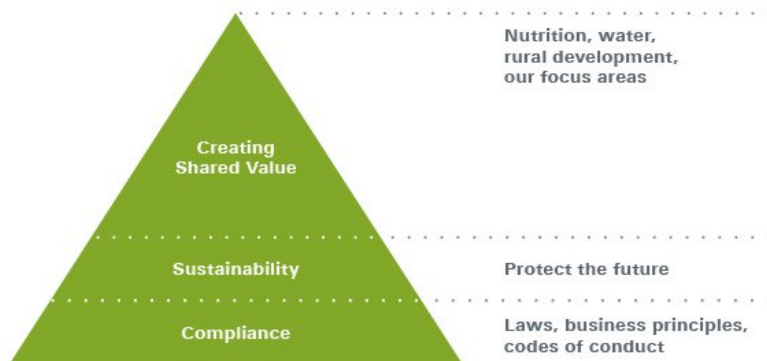 Nutrition, water,
rural development,
our focus areas
Creating
Shared Value
Sustainability
Protect the future
Compliance
Laws, business principles,
codes of conduct